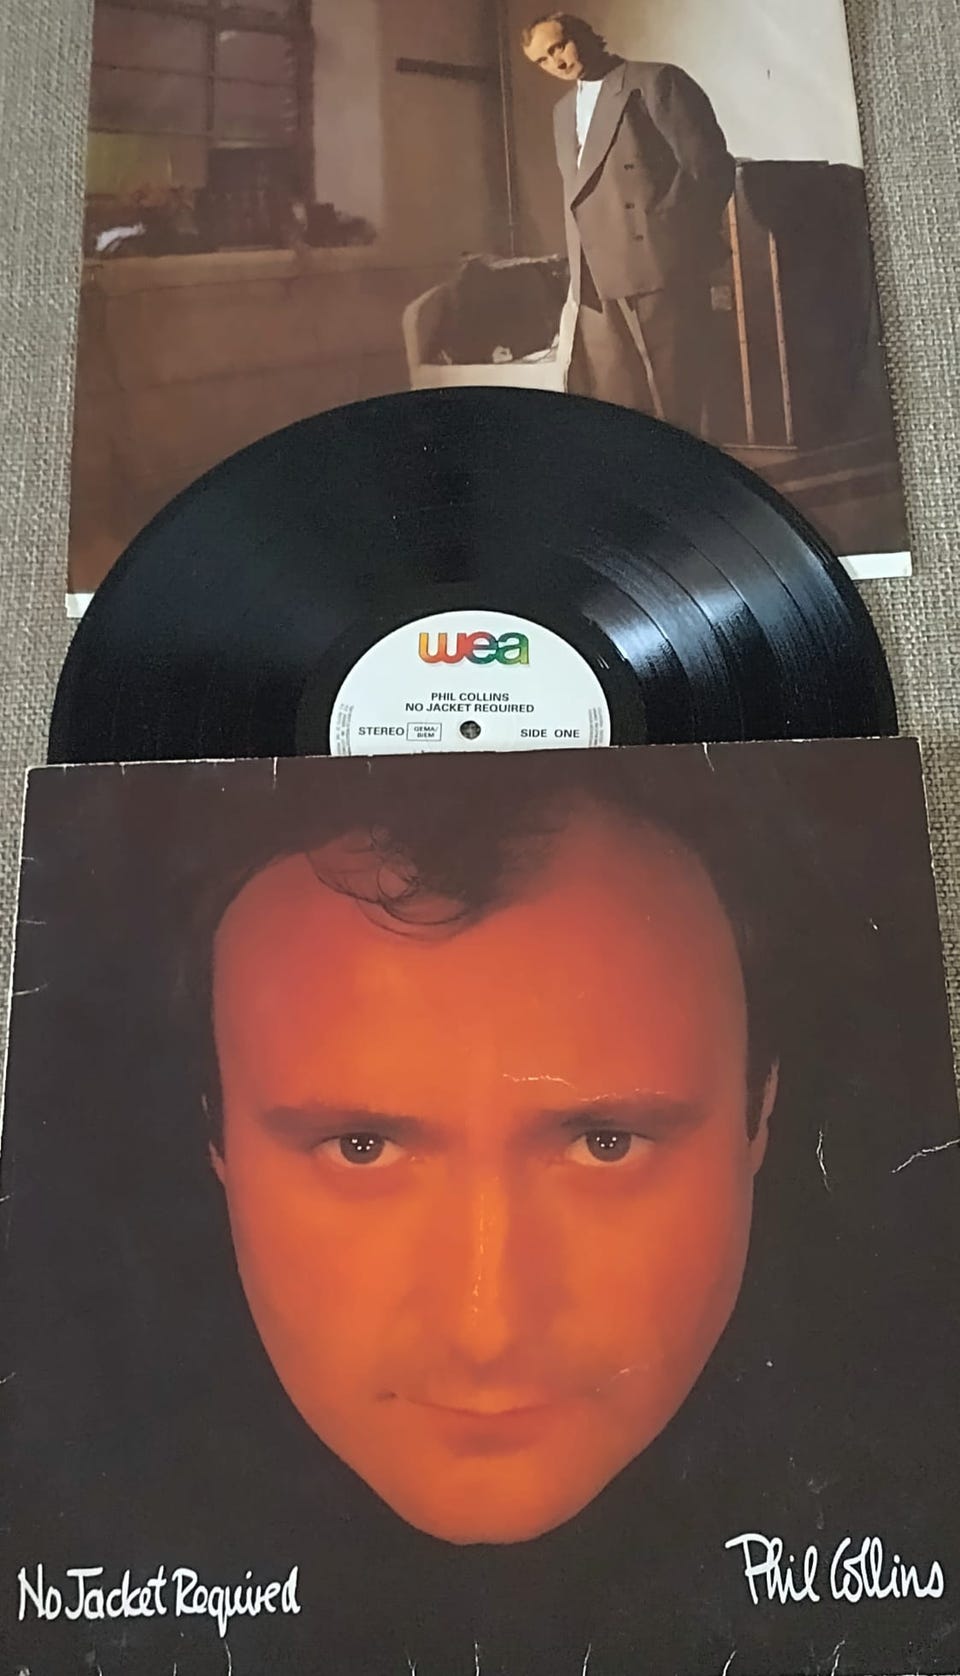 wea
PHIL COLLINS
NO JACKET REQUIRED
STEREO GEMA/BIEM SIDE ONE
No Jacket Required
Phil Collins